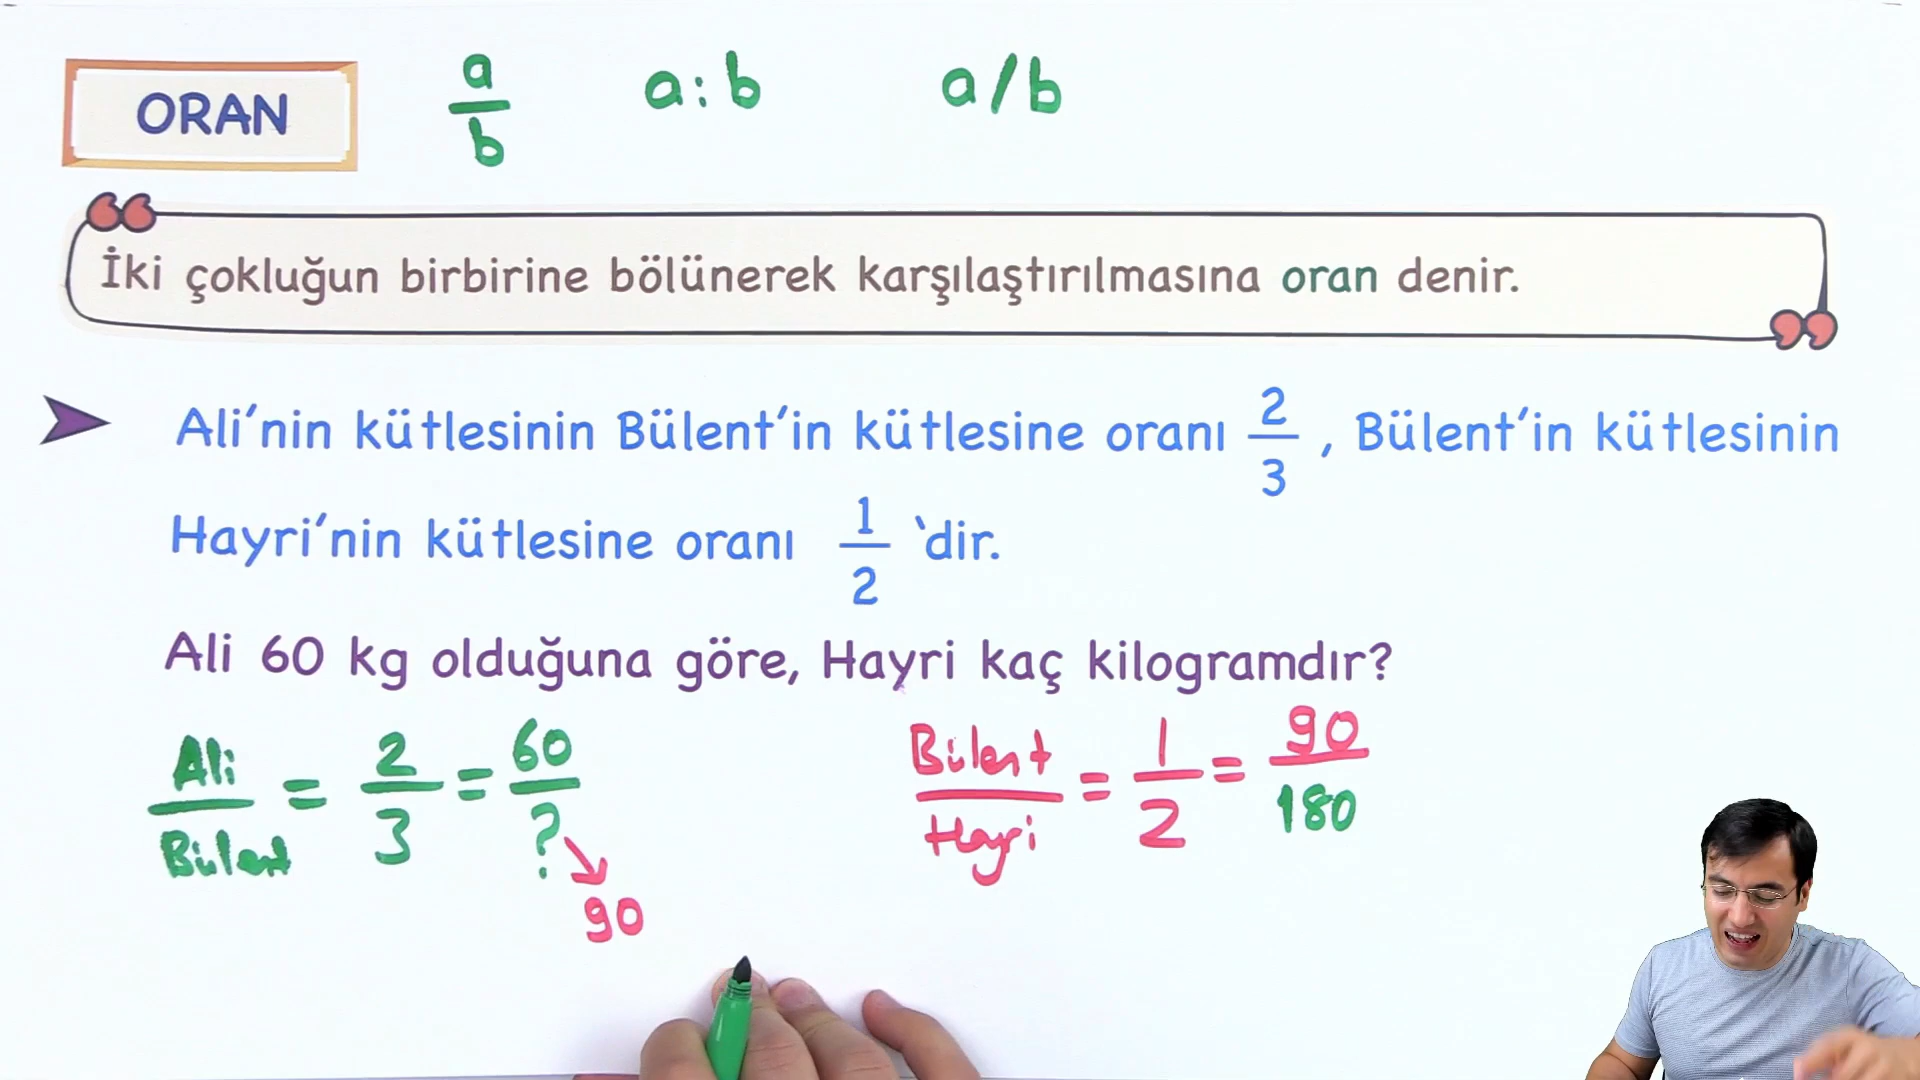 ORAN
a/b a:b a/b
İki çokluğun birbirine bölünerek karşılaştırılmasına oran denir.
Ali'nin kütlesinin Bülent'in kütlesine oranı 2/3 , Bülent'in kütlesinin
Hayri'nin kütlesine oranı 1/2 'dir.
Ali 60 kg olduğuna göre, Hayri kaç kilogramdır?
Ali/Bülent = 2/3 = 60/? 90
Bülent/Hayri = 1/2 = 90/180